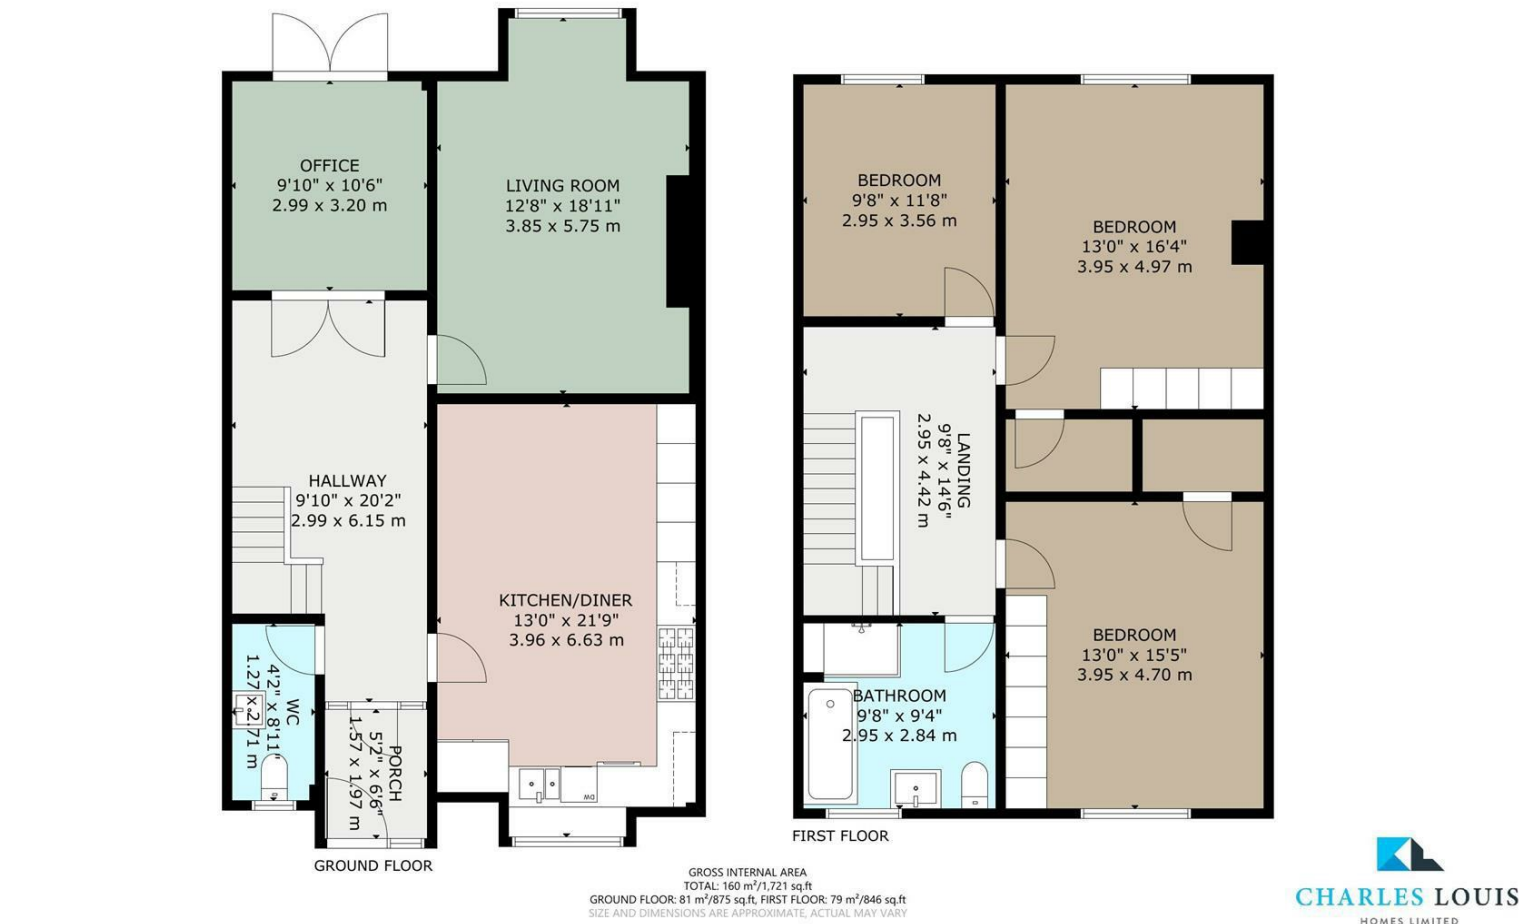 OFFICE
9'10" x 10'6"
2.99 x 3.20 m
LIVING ROOM
12'8" x 18'11"
3.85 x 5.75 m
HALLWAY
9'10" x 20'2"
2.99 x 6.15 m
KITCHEN/DINER
13'0" x 21'9"
3.96 x 6.63 m
WC
4'2" x 8'11"
1.27 x 2.71 m
PORCH
5'2" x 6'6"
1.57 x 1.97 m
DW
GROUND FLOOR
BEDROOM
9'8" x 11'8"
2.95 x 3.56 m
BEDROOM
13'0" x 16'4"
3.95 x 4.97 m
LANDING
9'8" x 14'6"
2.95 x 4.42 m
BEDROOM
13'0" x 15'5"
3.95 x 4.70 m
BATHROOM
9'8" x 9'4"
2.95 x 2.84 m
FIRST FLOOR
GROSS INTERNAL AREA
TOTAL: 160 m²/1,721 sq.ft
GROUND FLOOR: 81 m²/875 sq.ft, FIRST FLOOR: 79 m²/846 sq.ft
SIZE AND DIMENSIONS ARE APPROXIMATE, ACTUAL MAY VARY
CHARLES LOUIS
HOMES LIMITED